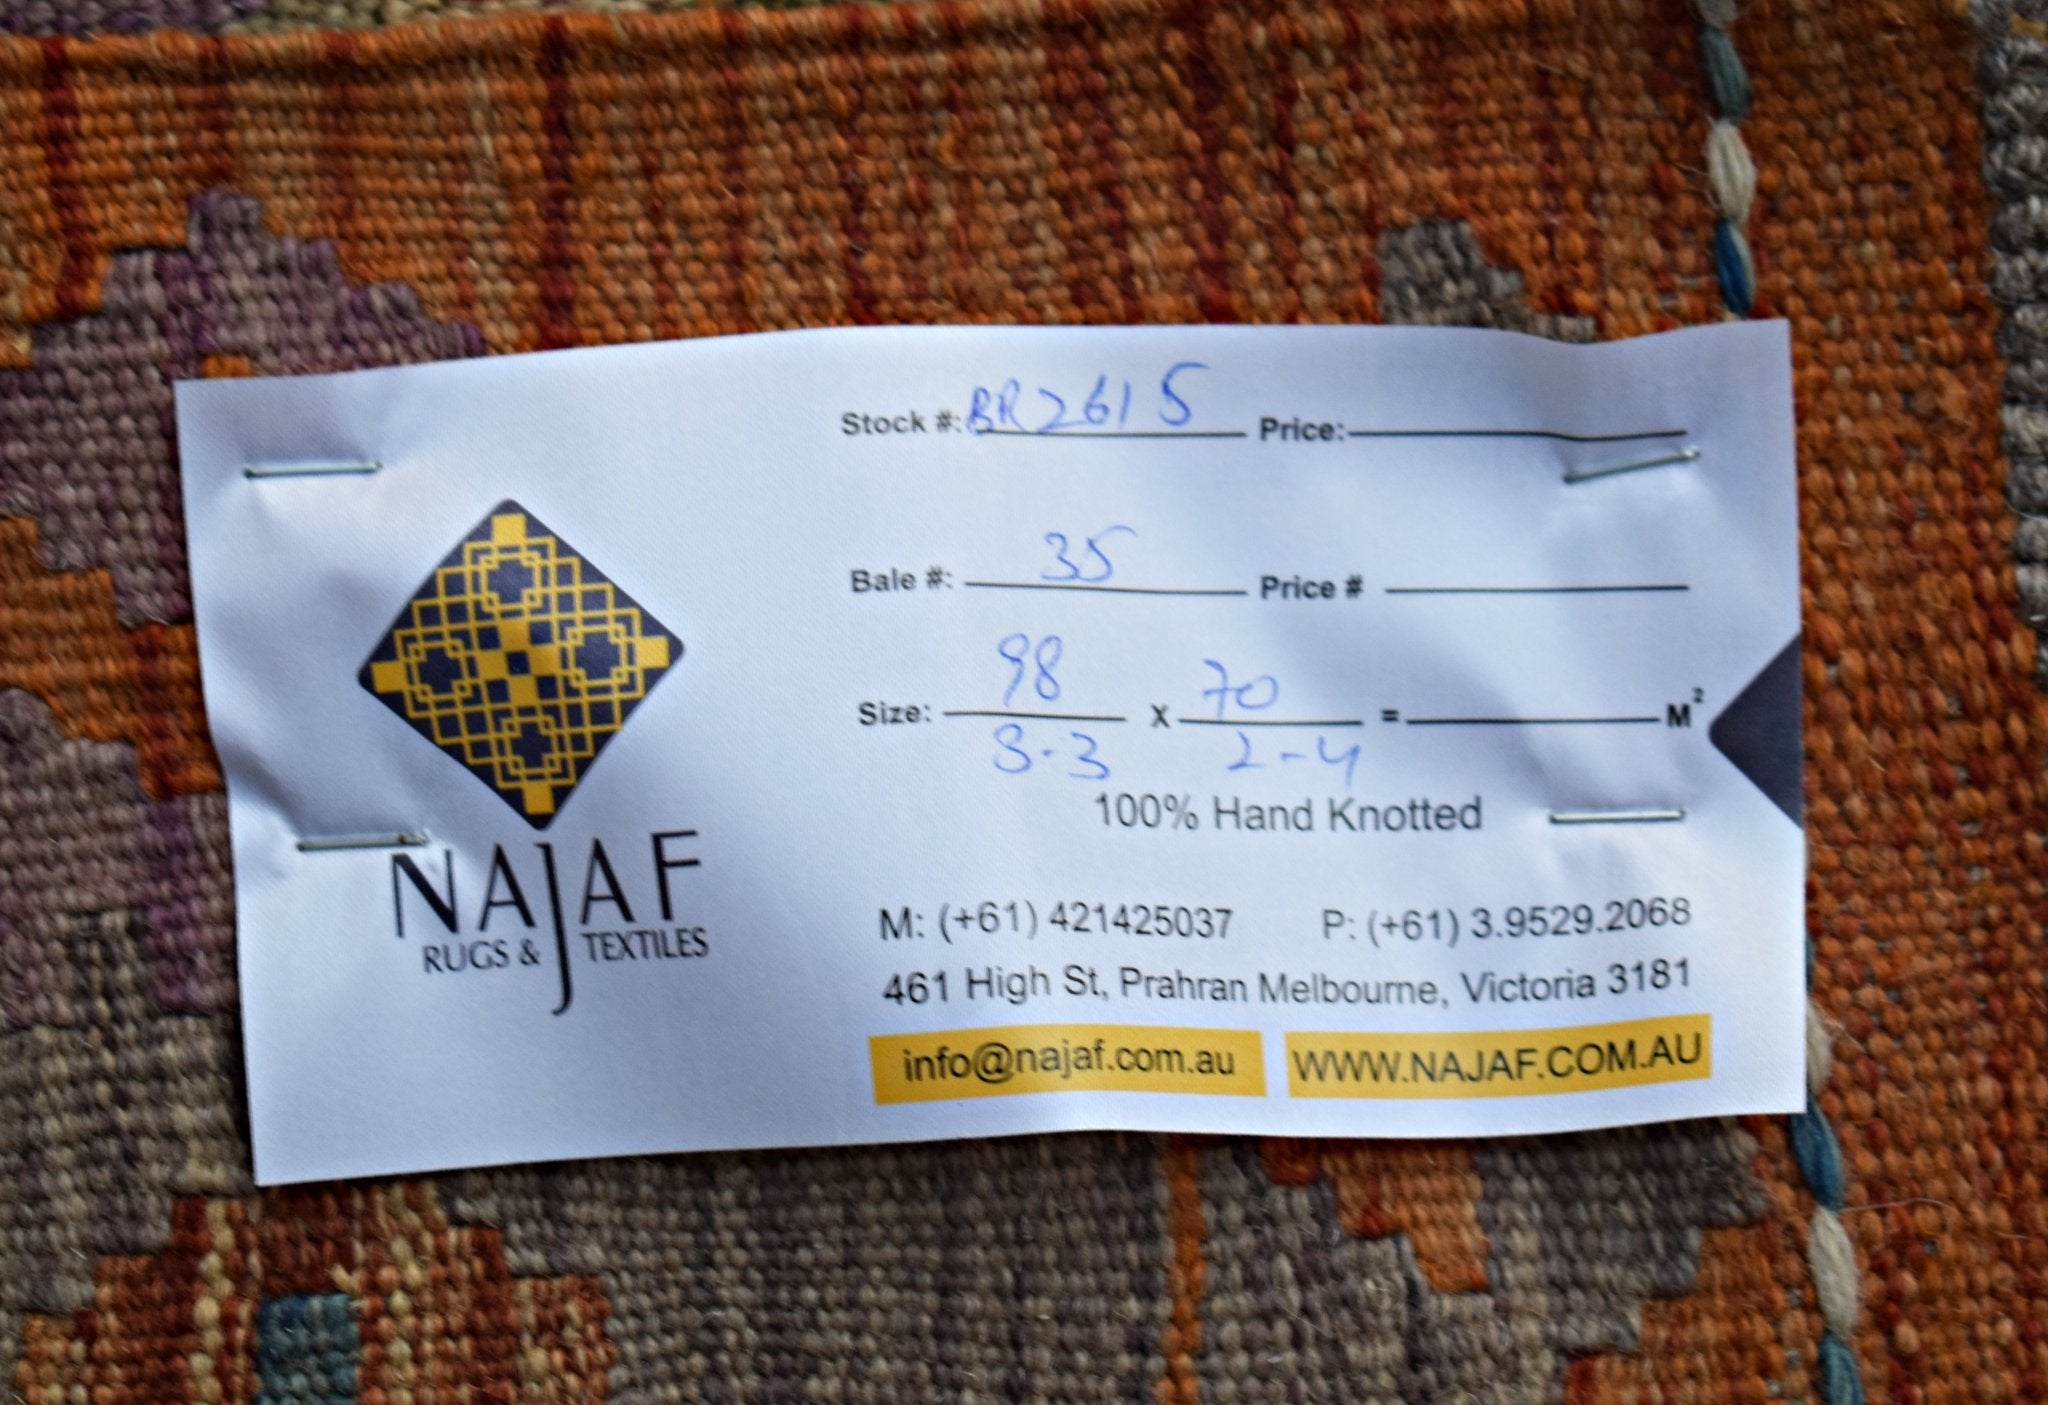 Stock #: BR2615 Price:
Bale #: 35 Price #
Size: 98 x 70 = M²
3.3 2-4
100% Hand Knotted
NAJAF
RUGS & TEXTILES
M: (+61) 421425037 P: (+61) 3.9529.2068
461 High St, Prahran Melbourne, Victoria 3181
info@najaf.com.au WWW.NAJAF.COM.AU